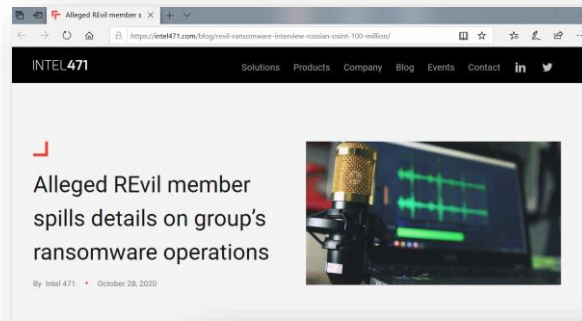 Alleged REvil member s
https://intel471.com/blog/revil-ransomware-interview-russian-osint-100-million/
INTEL471 Solutions Products Company Blog Events Contact in
Alleged REvil member
spills details on group's
ransomware operations
By Intel 471 • October 28, 2020